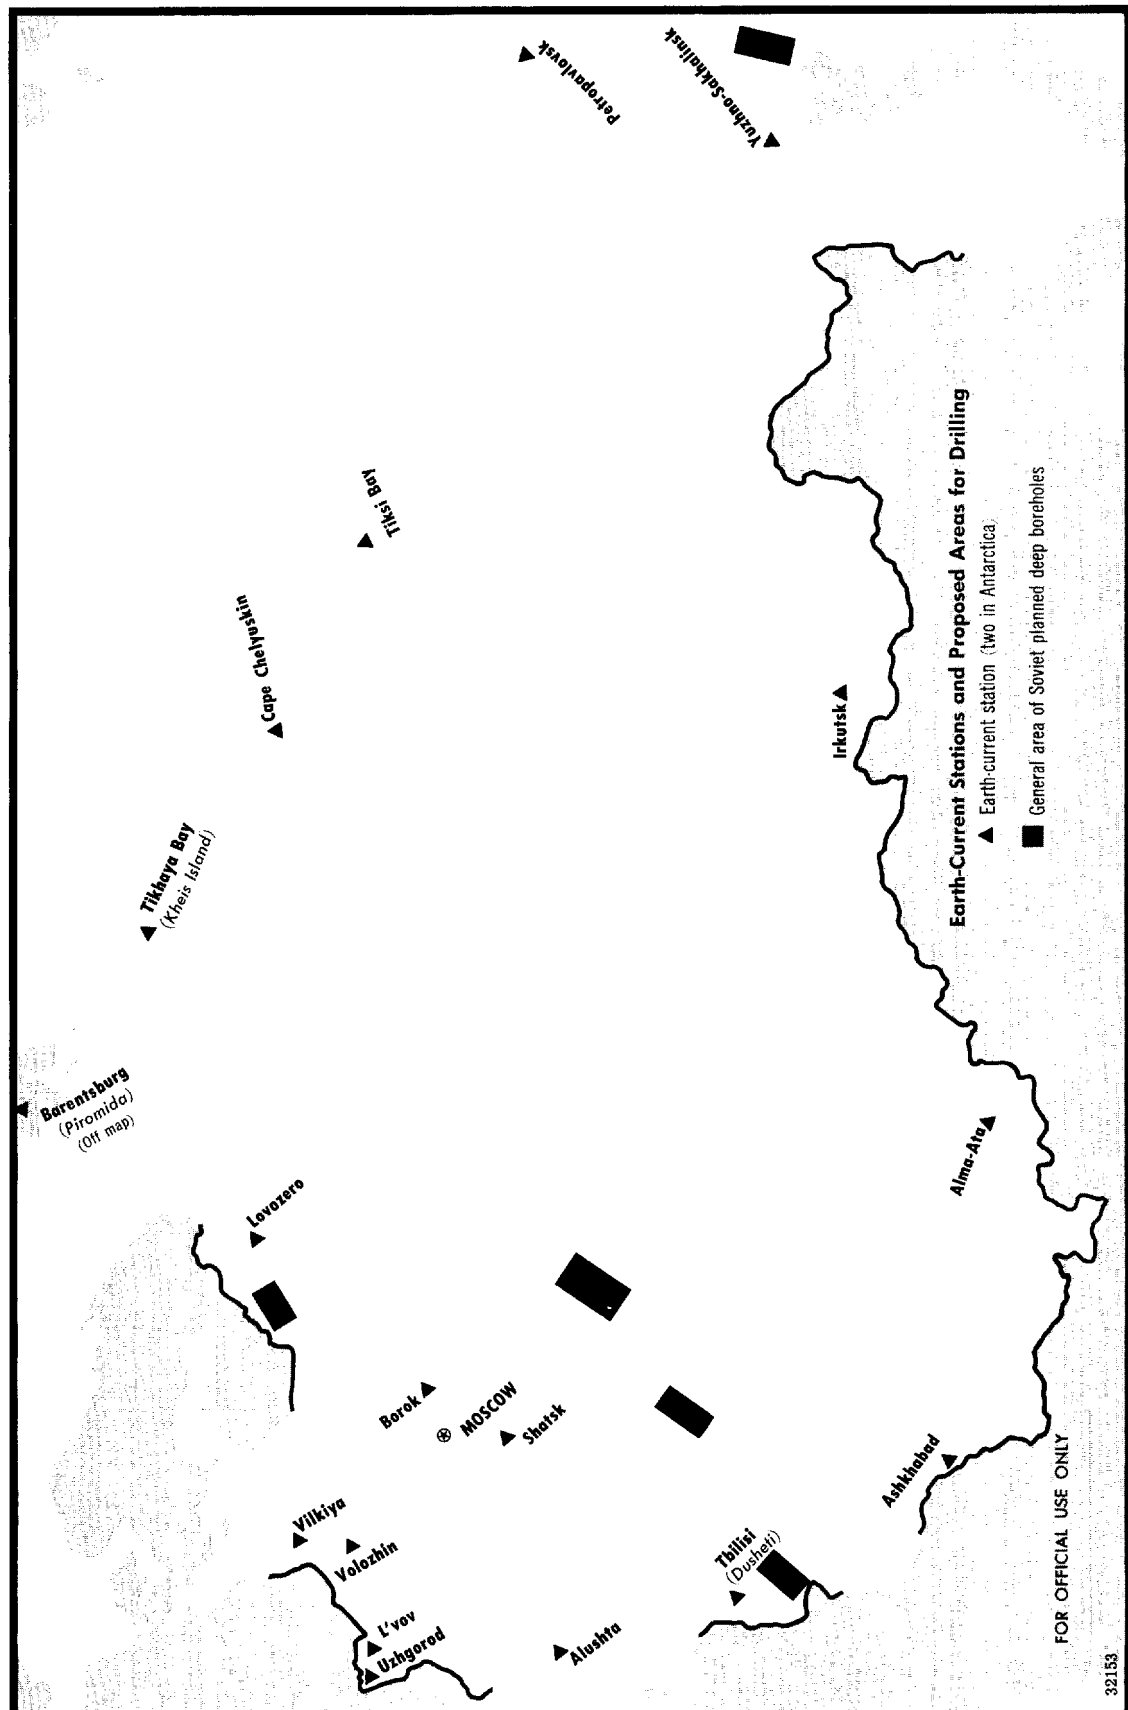 Barentsburg
(Piromida)
(Off map)
Tikhaya Bay
(Kheis Island)
Cape Chelyuskin
Tiksi Bay
Petropavlovsk
Yuzhno-Sakhalinsk
Lovozero
Borok
MOSCOW
Shatsk
Vilkiya
Volozhin
L'vov
Uzhgorod
Alushta
Tbilisi
(Dusheti)
Ashkhabad
Alma-Ata
Irkutsk
Earth-Current Stations and Proposed Areas for Drilling
Earth-current station (two in Antarctica)
General area of Soviet planned deep boreholes
FOR OFFICIAL USE ONLY
32153